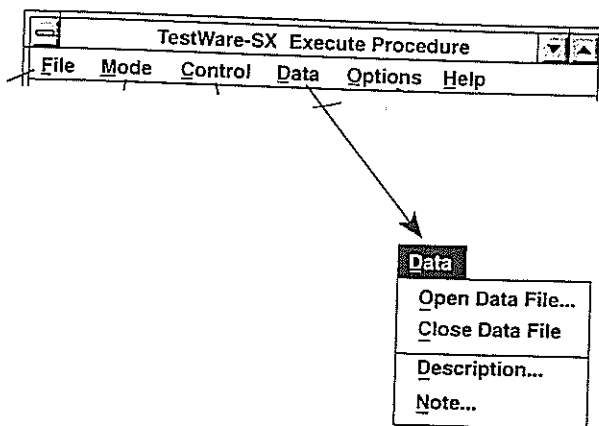 TestWare-SX Execute Procedure
File Mode Control Data Options Help
Data
Open Data File...
Close Data File
Description...
Note...